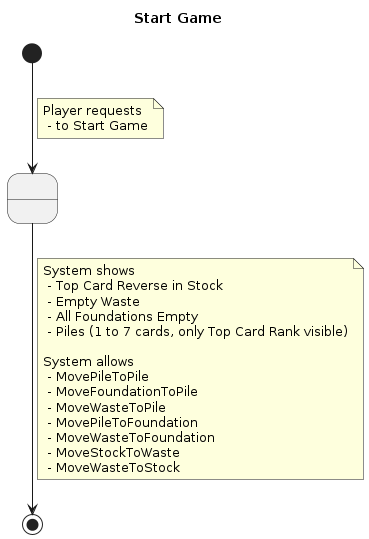 Start Game
Player requests
- to Start Game
System shows
- Top Card Reverse in Stock
- Empty Waste
- All Foundations Empty
- Piles (1 to 7 cards, only Top Card Rank visible)
System allows
- MovePileToPile
- MoveFoundationToPile
- MoveWasteToPile
- MovePileToFoundation
- MoveWasteToFoundation
- MoveStockToWaste
- MoveWasteToStock